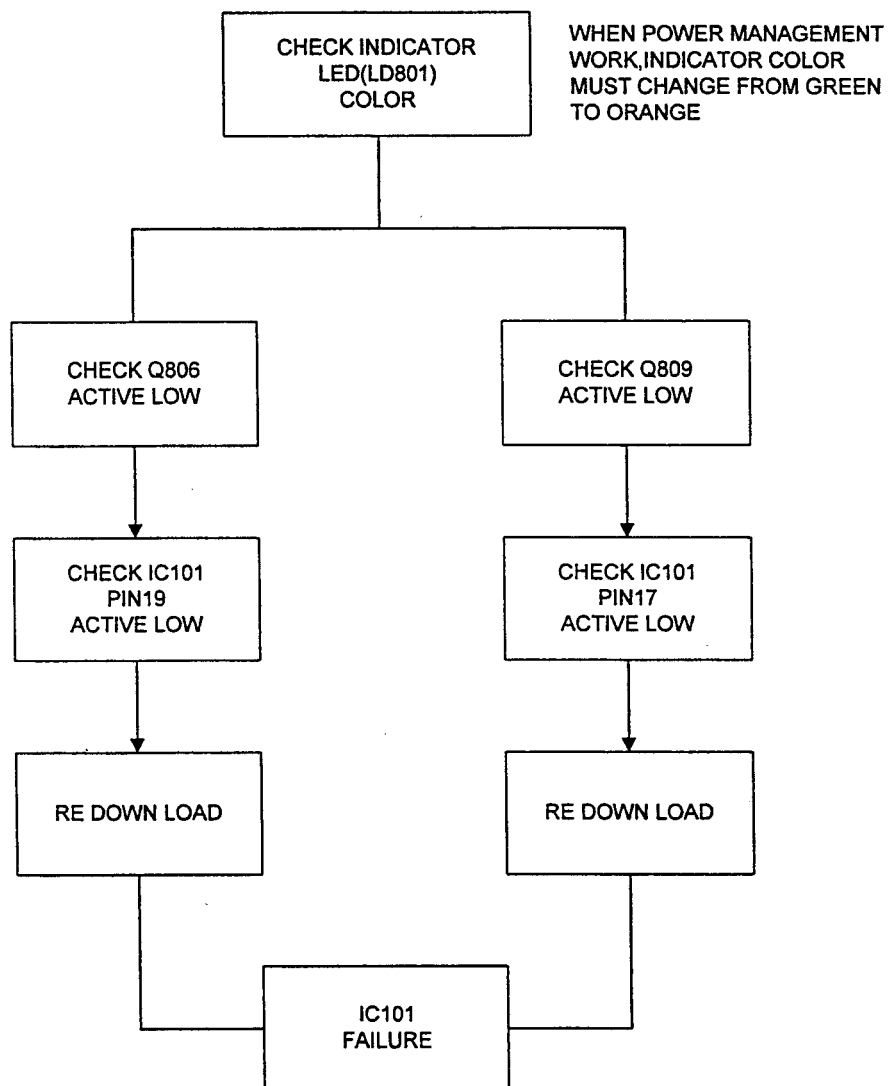 CHECK INDICATOR
LED(LD801)
COLOR
WHEN POWER MANAGEMENT
WORK,INDICATOR COLOR
MUST CHANGE FROM GREEN
TO ORANGE
CHECK Q806
ACTIVE LOW
CHECK Q809
ACTIVE LOW
CHECK IC101
PIN19
ACTIVE LOW
CHECK IC101
PIN17
ACTIVE LOW
RE DOWN LOAD
RE DOWN LOAD
IC101
FAILURE